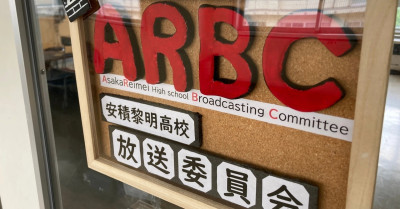 ARBC
AsakaReimei High school Broadcasting Committee
安積黎明高校
放送委員会